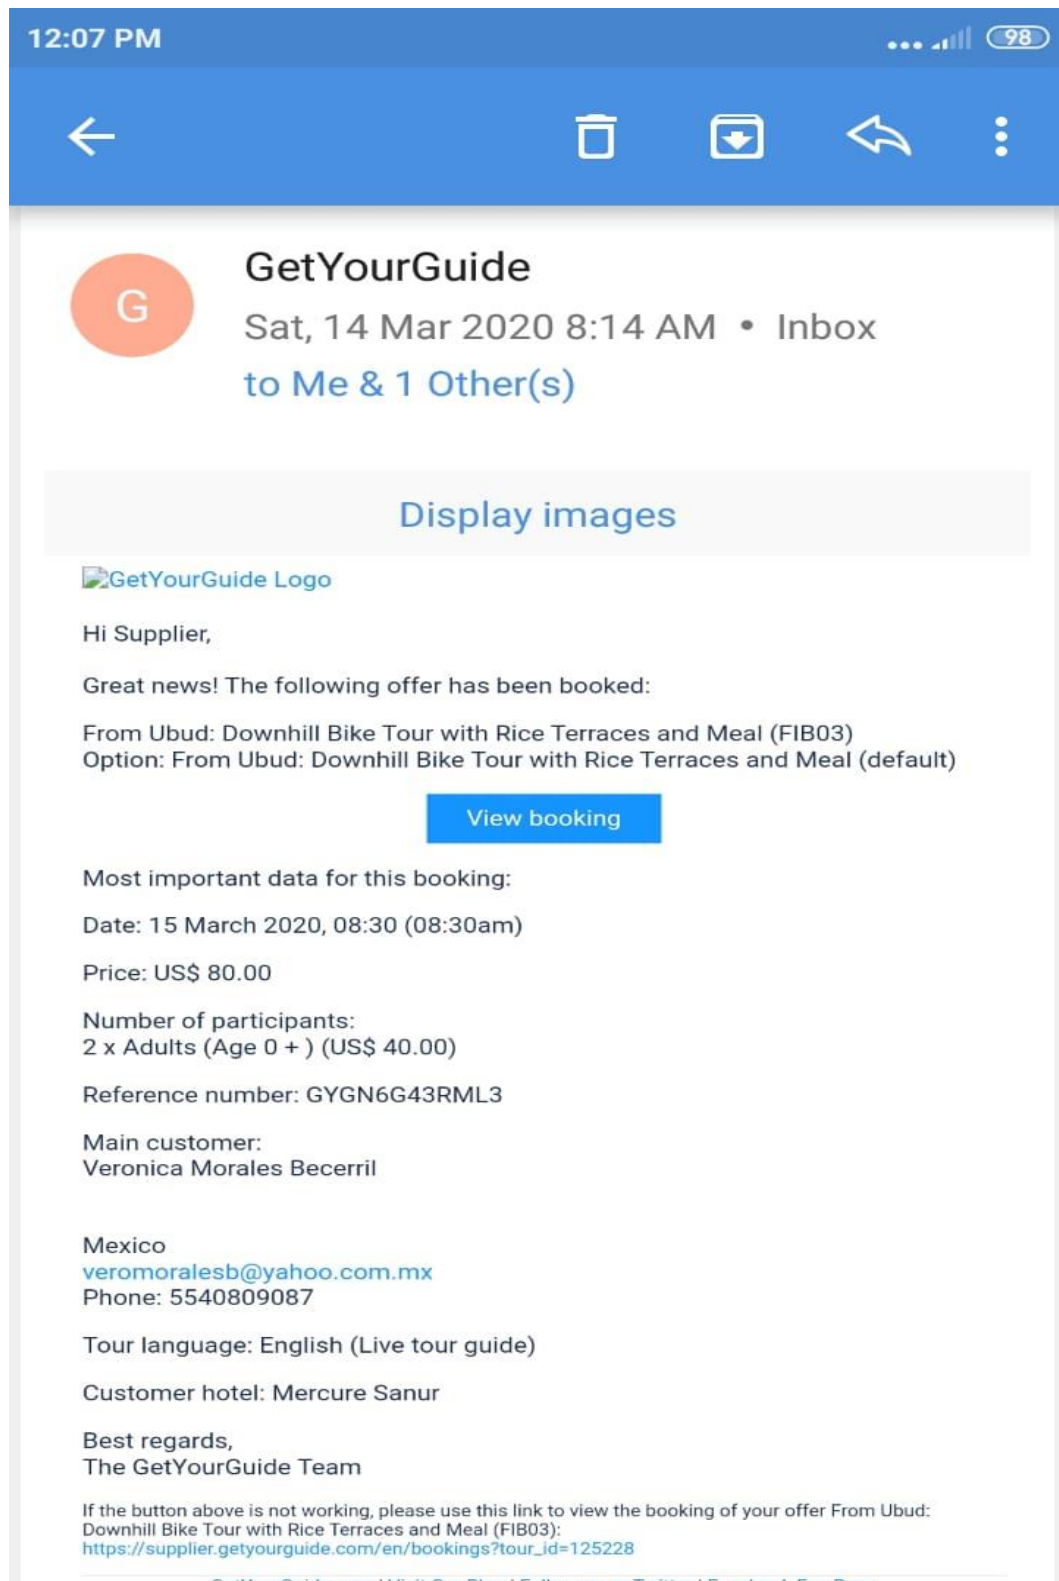 12:07 PM
98
G
GetYourGuide
Sat, 14 Mar 2020 8:14 AM • Inbox
to Me & 1 Other(s)
Display images
GetYourGuide Logo
Hi Supplier,
Great news! The following offer has been booked:
From Ubud: Downhill Bike Tour with Rice Terraces and Meal (FIB03)
Option: From Ubud: Downhill Bike Tour with Rice Terraces and Meal (default)
View booking
Most important data for this booking:
Date: 15 March 2020, 08:30 (08:30am)
Price: US$ 80.00
Number of participants:
2 x Adults (Age 0 + ) (US$ 40.00)
Reference number: GYGN6G43RML3
Main customer:
Veronica Morales Becerril
Mexico
veromoralesb@yahoo.com.mx
Phone: 5540809087
Tour language: English (Live tour guide)
Customer hotel: Mercure Sanur
Best regards,
The GetYourGuide Team
If the button above is not working, please use this link to view the booking of your offer From Ubud:
Downhill Bike Tour with Rice Terraces and Meal (FIB03):
https://supplier.getyourguide.com/en/bookings?tour_id=125228